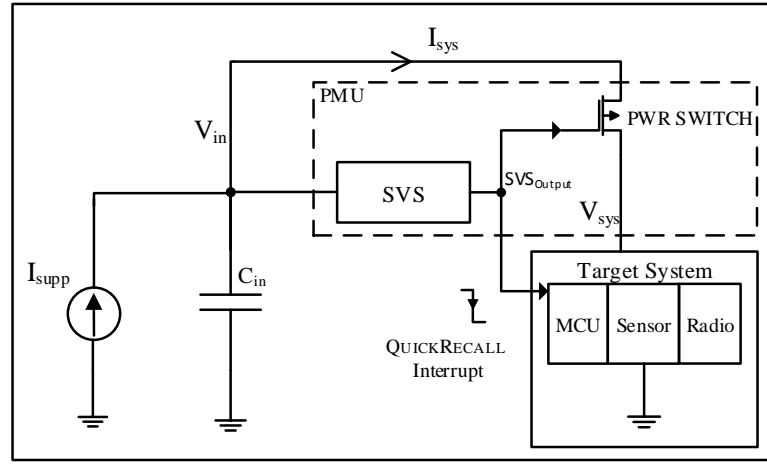 I_sys
PMU
V_in
PWR SWITCH
SVS
SVS_Output
V_sys
I_supp
C_in
Target System
MCU Sensor Radio
QUICKRECALL
Interrupt